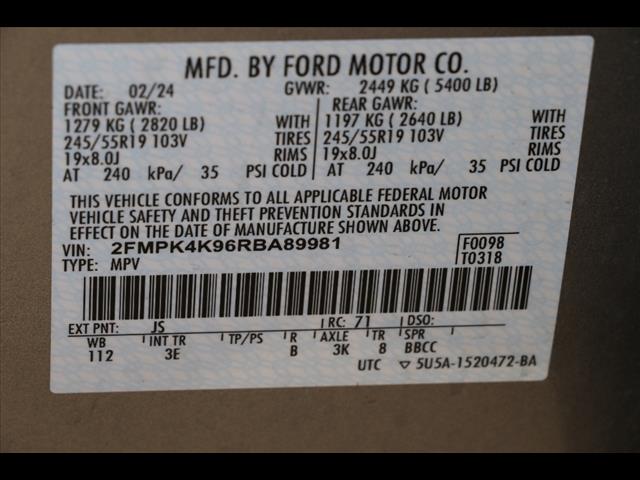 MFD. BY FORD MOTOR CO.
DATE: 02/24 GVWR: 2449 KG ( 5400 LB)
FRONT GAWR: REAR GAWR:
1279 KG ( 2820 LB) WITH 1197 KG ( 2640 LB) WITH
245/55R19 103V TIRES 245/55R19 103V TIRES
19x8.0J RIMS 19x8.0J RIMS
AT 240 kPa/ 35 PSI COLD AT 240 kPa/ 35 PSI COLD
THIS VEHICLE CONFORMS TO ALL APPLICABLE FEDERAL MOTOR
VEHICLE SAFETY AND THEFT PREVENTION STANDARDS IN
EFFECT ON THE DATE OF MANUFACTURE SHOWN ABOVE.
VIN: 2FMPK4K96RBA89981 F0098
TYPE: MPV T0318
EXT PNT: JS RC: 71 DSO:
WB INT TR TP/PS R AXLE TR SPR
112 3E B 3K 8 BBCC
UTC ▽ 5U5A-1520472-BA